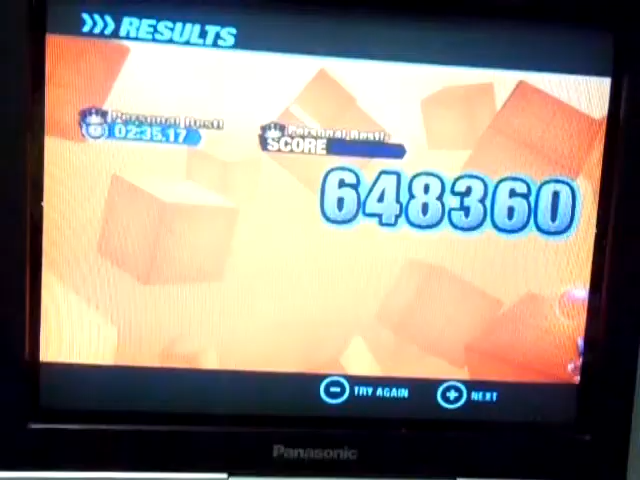 >>> RESULTS
Personal Best!
02:35.17
Personal Best!
SCORE
648360
TRY AGAIN
NEXT
Panasonic